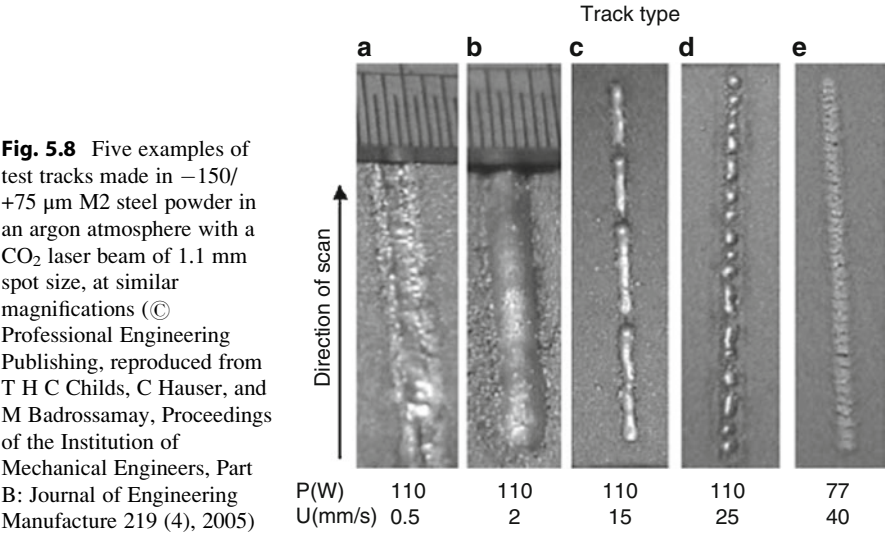 Fig. 5.8 Five examples of
test tracks made in −150/
+75 μm M2 steel powder in
an argon atmosphere with a
CO₂ laser beam of 1.1 mm
spot size, at similar
magnifications (©
Professional Engineering
Publishing, reproduced from
T H C Childs, C Hauser, and
M Badrossamay, Proceedings
of the Institution of
Mechanical Engineers, Part
B: Journal of Engineering
Manufacture 219 (4), 2005)
Track type
a b c d e
Direction of scan
P(W) 110 110 110 110 77
U(mm/s) 0.5 2 15 25 40